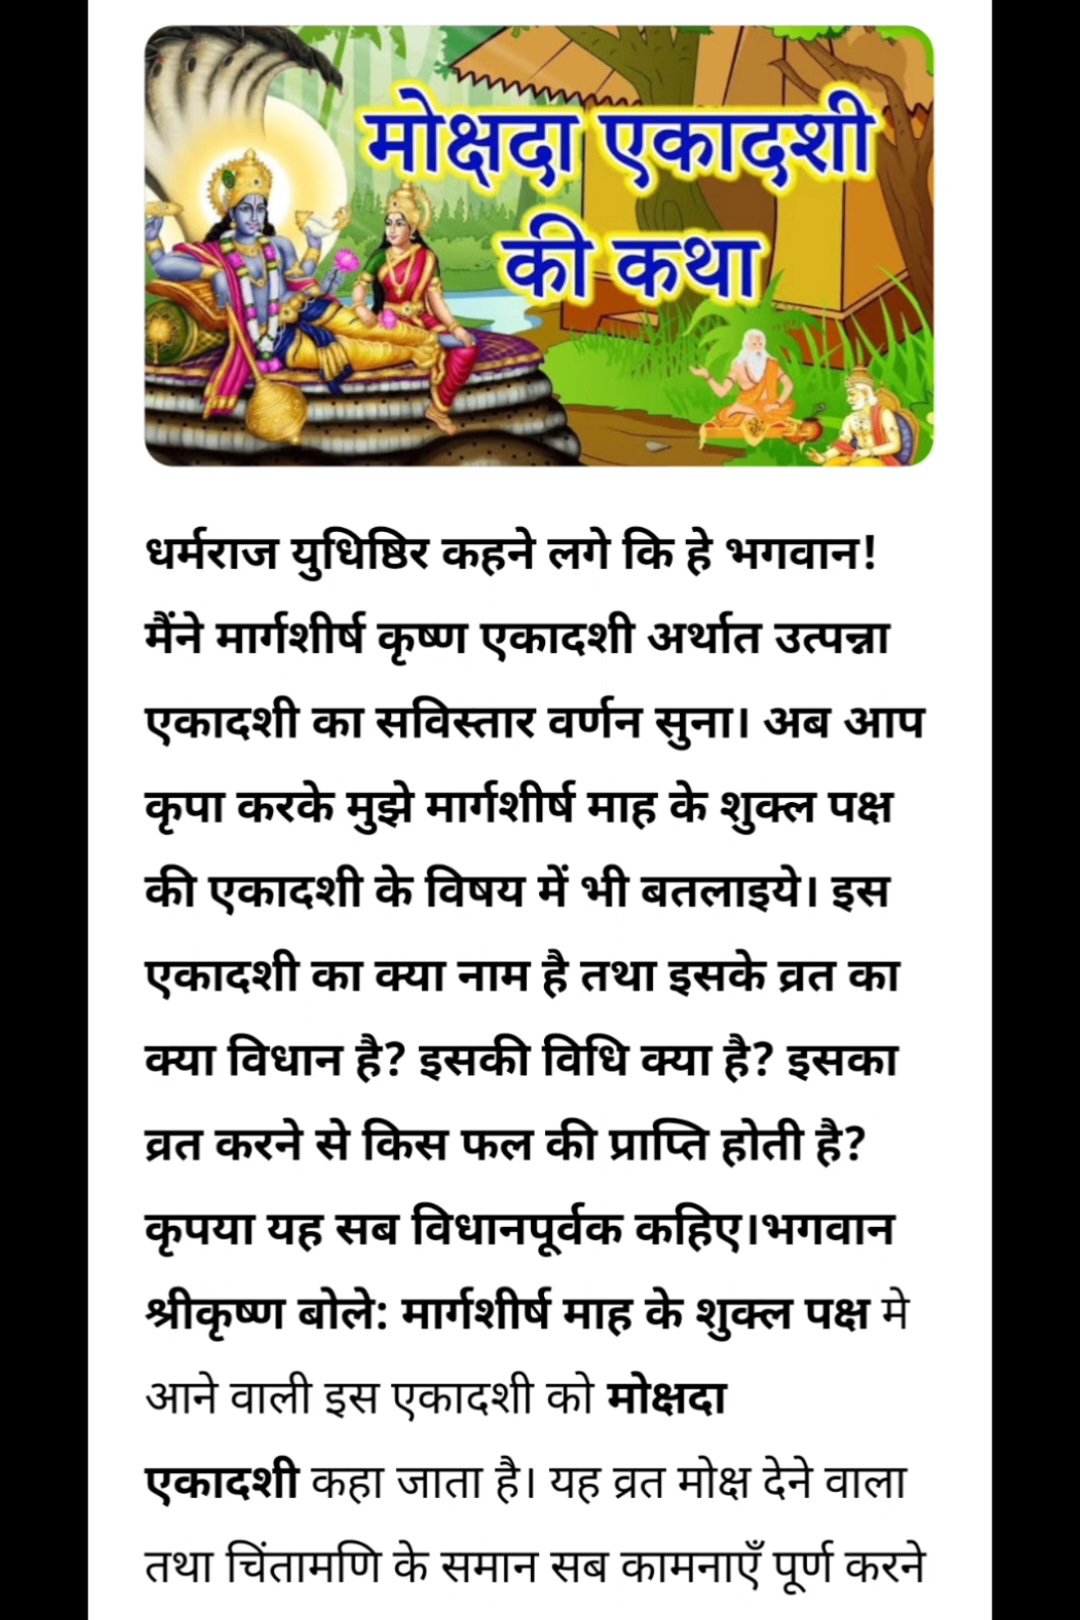 मोक्षदा एकादशी
की कथा
धर्मराज युधिष्ठिर कहने लगे कि हे भगवान!
मैंने मार्गशीर्ष कृष्ण एकादशी अर्थात उत्पन्ना
एकादशी का सविस्तार वर्णन सुना। अब आप
कृपा करके मुझे मार्गशीर्ष माह के शुक्ल पक्ष
की एकादशी के विषय में भी बतलाइये। इस
एकादशी का क्या नाम है तथा इसके व्रत का
क्या विधान है? इसकी विधि क्या है? इसका
व्रत करने से किस फल की प्राप्ति होती है?
कृपया यह सब विधानपूर्वक कहिए।भगवान
श्रीकृष्ण बोले: मार्गशीर्ष माह के शुक्ल पक्ष मे
आने वाली इस एकादशी को मोक्षदा
एकादशी कहा जाता है। यह व्रत मोक्ष देने वाला
तथा चिंतामणि के समान सब कामनाएँ पूर्ण करने